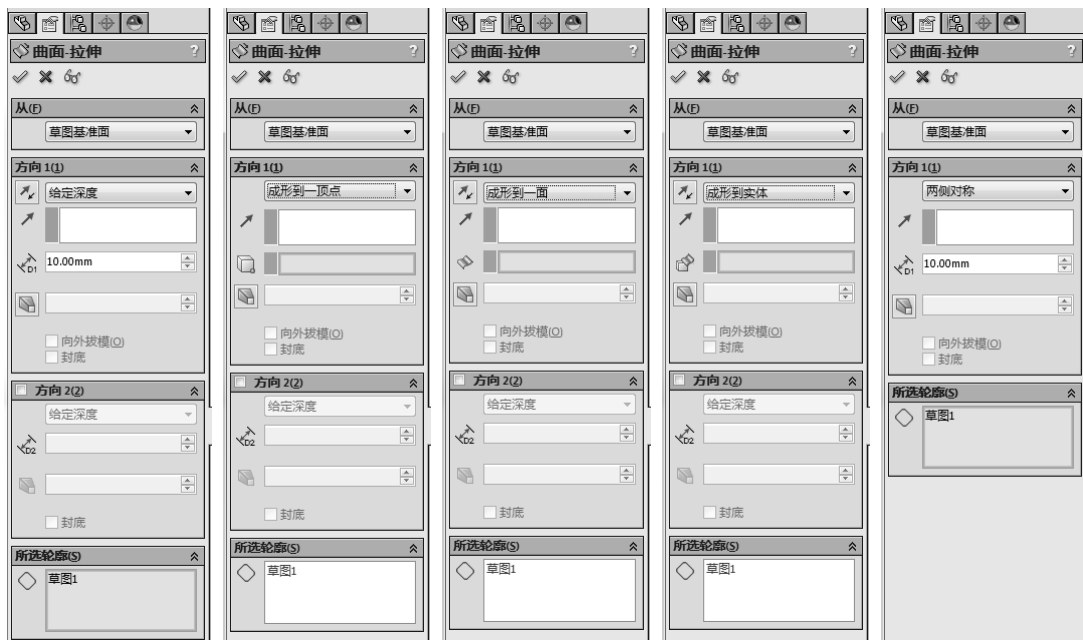 曲面-拉伸
?
从(F)
草图基准面
方向 1(1)
给定深度
D1
10.00mm
向外拔模(O)
封底
方向 2(2)
给定深度
D2
封底
所选轮廓(S)
草图1
曲面-拉伸
?
从(F)
草图基准面
方向 1(1)
成形到一顶点
向外拔模(O)
封底
方向 2(2)
给定深度
D2
封底
所选轮廓(S)
草图1
曲面-拉伸
?
从(F)
草图基准面
方向 1(1)
成形到一面
向外拔模(O)
封底
方向 2(2)
给定深度
D2
封底
所选轮廓(S)
草图1
曲面-拉伸
?
从(F)
草图基准面
方向 1(1)
成形到实体
向外拔模(O)
封底
方向 2(2)
给定深度
D2
封底
所选轮廓(S)
草图1
曲面-拉伸
?
从(F)
草图基准面
方向 1(1)
两侧对称
D1
10.00mm
向外拔模(O)
封底
所选轮廓(S)
草图1